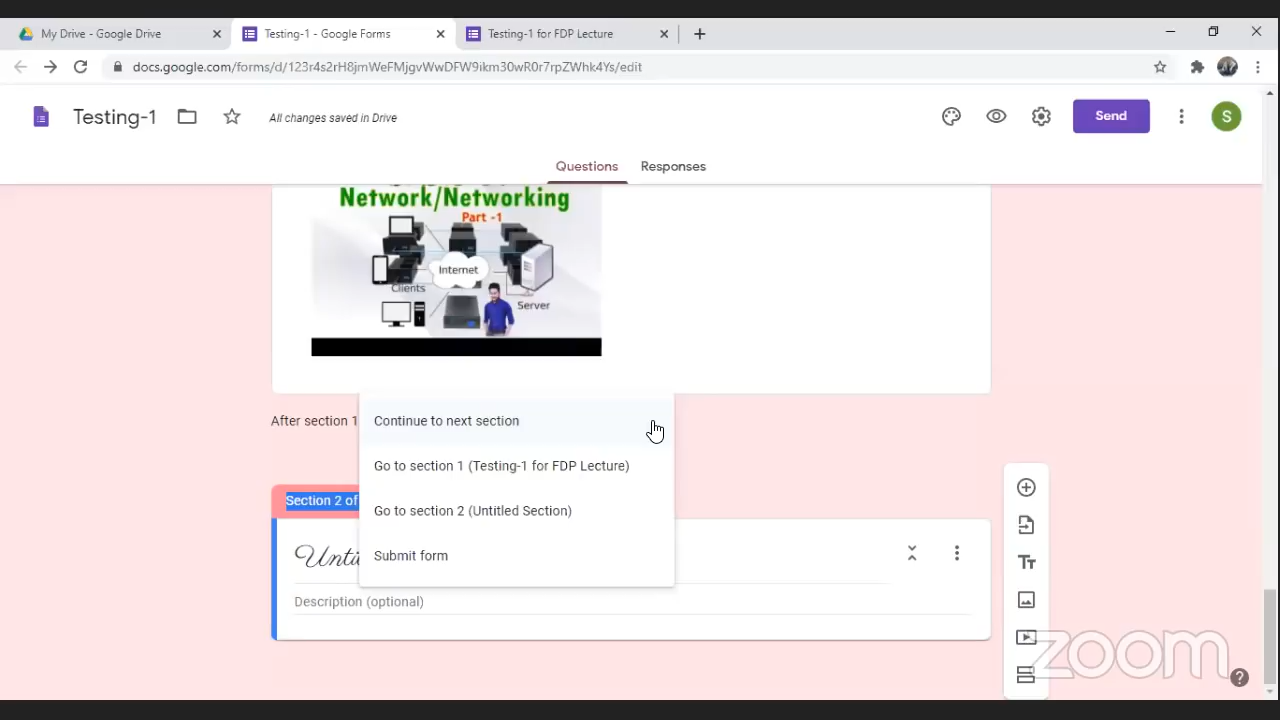 My Drive - Google Drive
Testing-1 - Google Forms
Testing-1 for FDP Lecture
docs.google.com/forms/d/123r4s2rH8jmWeFMjgvWwDFW9ikm30wR0r7rpZWhk4Ys/edit
Testing-1
All changes saved in Drive
Send
S
Questions
Responses
Network/Networking
Part -1
Internet
Clients
Server
After section 1
Continue to next section
Go to section 1 (Testing-1 for FDP Lecture)
Section 2 of
Go to section 2 (Untitled Section)
Submit form
Description (optional)
Tt
zoom
?